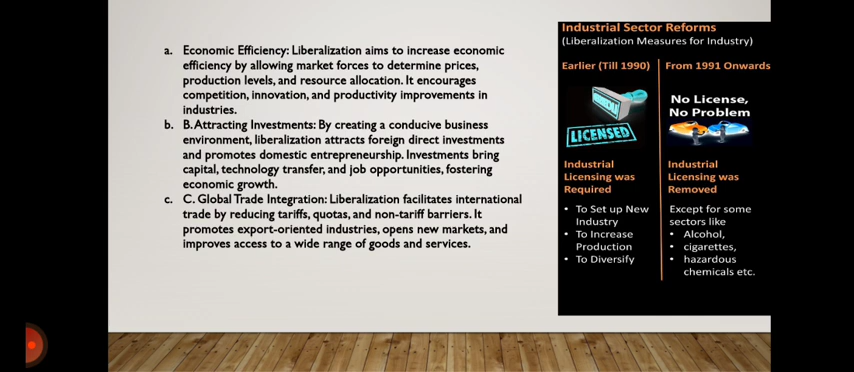 a. Economic Efficiency: Liberalization aims to increase economic
efficiency by allowing market forces to determine prices,
production levels, and resource allocation. It encourages
competition, innovation, and productivity improvements in
industries.
b. B. Attracting Investments: By creating a conducive business
environment, liberalization attracts foreign direct investments
and promotes domestic entrepreneurship. Investments bring
capital, technology transfer, and job opportunities, fostering
economic growth.
c. C. Global Trade Integration: Liberalization facilitates international
trade by reducing tariffs, quotas, and non-tariff barriers. It
promotes export-oriented industries, opens new markets, and
improves access to a wide range of goods and services.
Industrial Sector Reforms
(Liberalization Measures for Industry)
Earlier (Till 1990)
LICENSED
Industrial
Licensing was
Required
• To Set up New
Industry
• To Increase
Production
• To Diversify
From 1991 Onwards
No License,
No Problem
Industrial
Licensing was
Removed
Except for some
sectors like
• Alcohol,
• cigarettes,
• hazardous
chemicals etc.